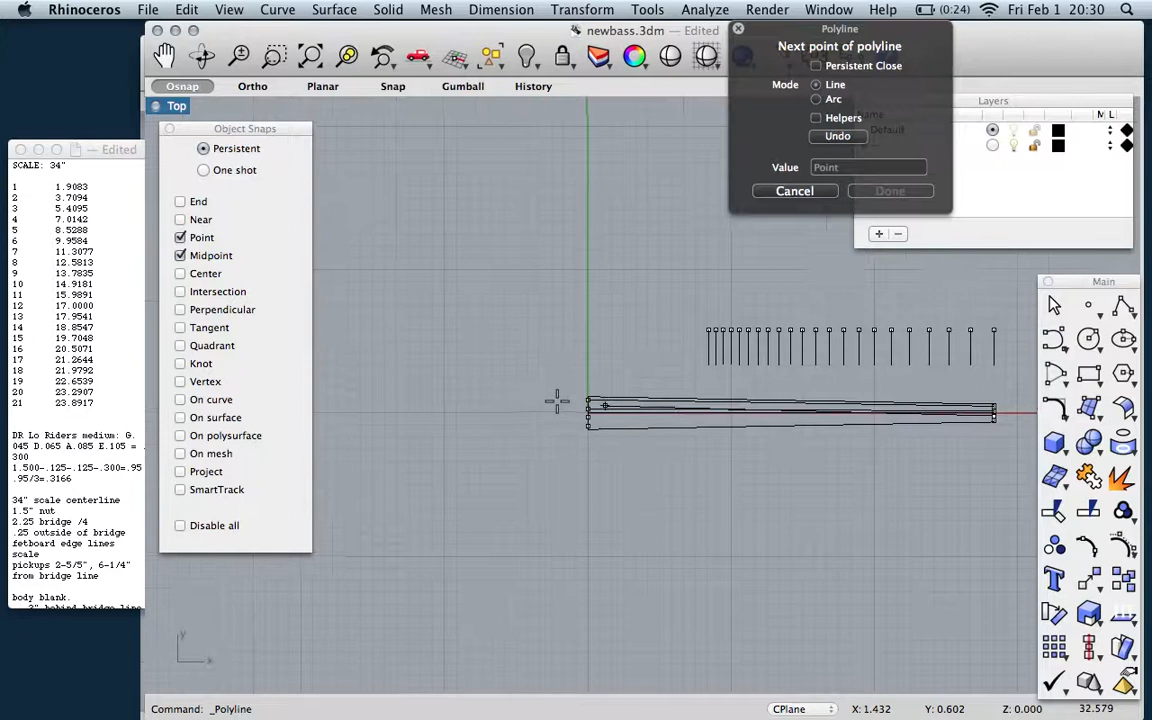 Rhinoceros File Edit View Curve Surface Solid Mesh Dimension Transform Tools Analyze Render Window Help (0:24) Fri Feb 1 20:30
newbass.3dm — Edited
Osnap Ortho Planar Snap Gumball History
Top
Object Snaps
Persistent
One shot
End
Near
Point
Midpoint
Center
Intersection
Perpendicular
Tangent
Quadrant
Knot
Vertex
On curve
On surface
On polysurface
On mesh
Project
SmartTrack
Disable all
— Edited
SCALE: 34"
1 1.9083
2 3.7094
3 5.4095
4 7.0142
5 8.5288
6 9.9584
7 11.3077
8 12.5813
9 13.7835
10 14.9181
11 15.9891
12 17.0000
13 17.9541
14 18.8547
15 19.7048
16 20.5071
17 21.2644
18 21.9792
19 22.6539
20 23.2907
21 23.8917
DR Lo Riders medium: G.
045 D.065 A.085 E.105 =
300
1.500-.125-.125-.300=.95
.95/3=.3166
34" scale centerline
1.5" nut
2.25 bridge /4
.25 outside of bridge
fetboard edge lines
scale
pickups 2-5/5", 6-1/4"
from bridge line
body blank.
Polyline
Next point of polyline
Persistent Close
Mode Line
Arc
Helpers
Undo
Value Point
Cancel Done
Layers
M L
Default
Main
y
x
Command: _Polyline CPlane X: 1.432 Y: 0.602 Z: 0.000 32.579